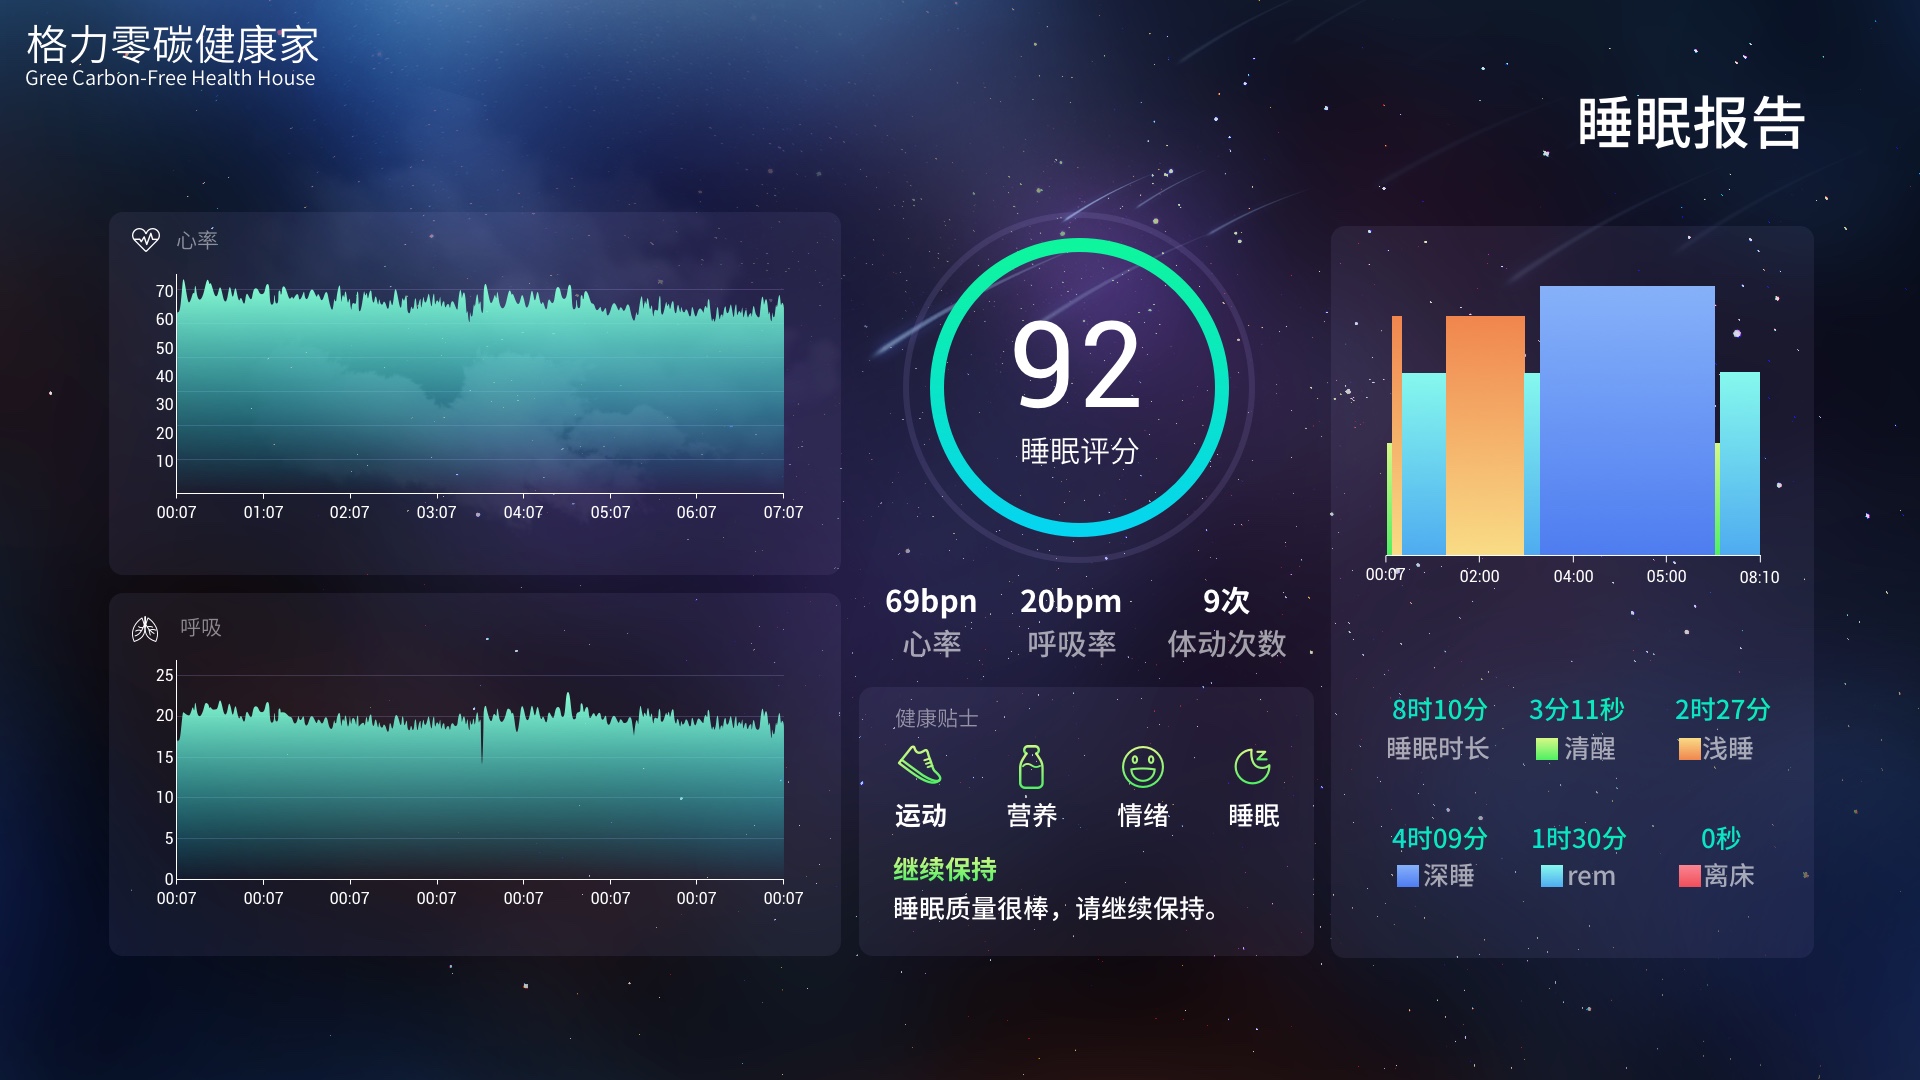 格力零碳健康家
Gree Carbon-Free Health House
睡眠报告
心率
70
60
50
40
30
20
10
00:07 01:07 02:07 03:07 04:07 05:07 06:07 07:07
呼吸
25
20
15
10
5
0
00:07 00:07 00:07 00:07 00:07 00:07 00:07 00:07
92
睡眠评分
69bpn 20bpm 9次
心率 呼吸率 体动次数
健康贴士
运动 营养 情绪 睡眠
继续保持
睡眠质量很棒，请继续保持。
00:07 02:00 04:00 05:00 08:10
8时10分 3分11秒 2时27分
睡眠时长 清醒 浅睡
4时09分 1时30分 0秒
深睡 rem 离床